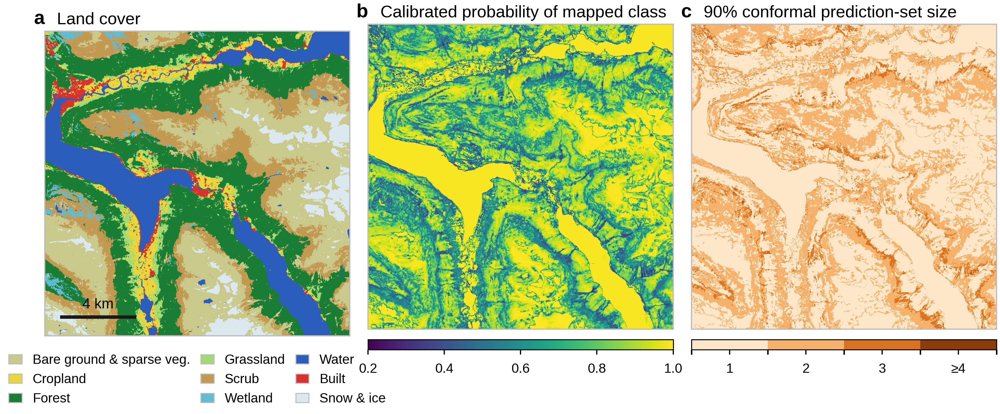 a Land cover
b Calibrated probability of mapped class
c 90% conformal prediction-set size
4 km
Bare ground & sparse veg.
Cropland
Forest
Grassland
Scrub
Wetland
Water
Built
Snow & ice
0.2 0.4 0.6 0.8 1.0
1 2 3 ≥4